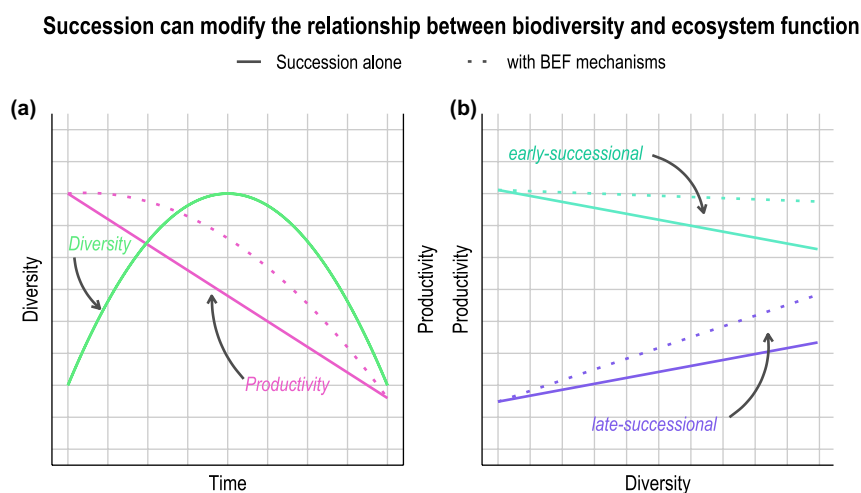 Succession can modify the relationship between biodiversity and ecosystem function
Succession alone
with BEF mechanisms
(a)
Diversity
Diversity
Productivity
Productivity
Time
(b)
Productivity
early-successional
late-successional
Diversity